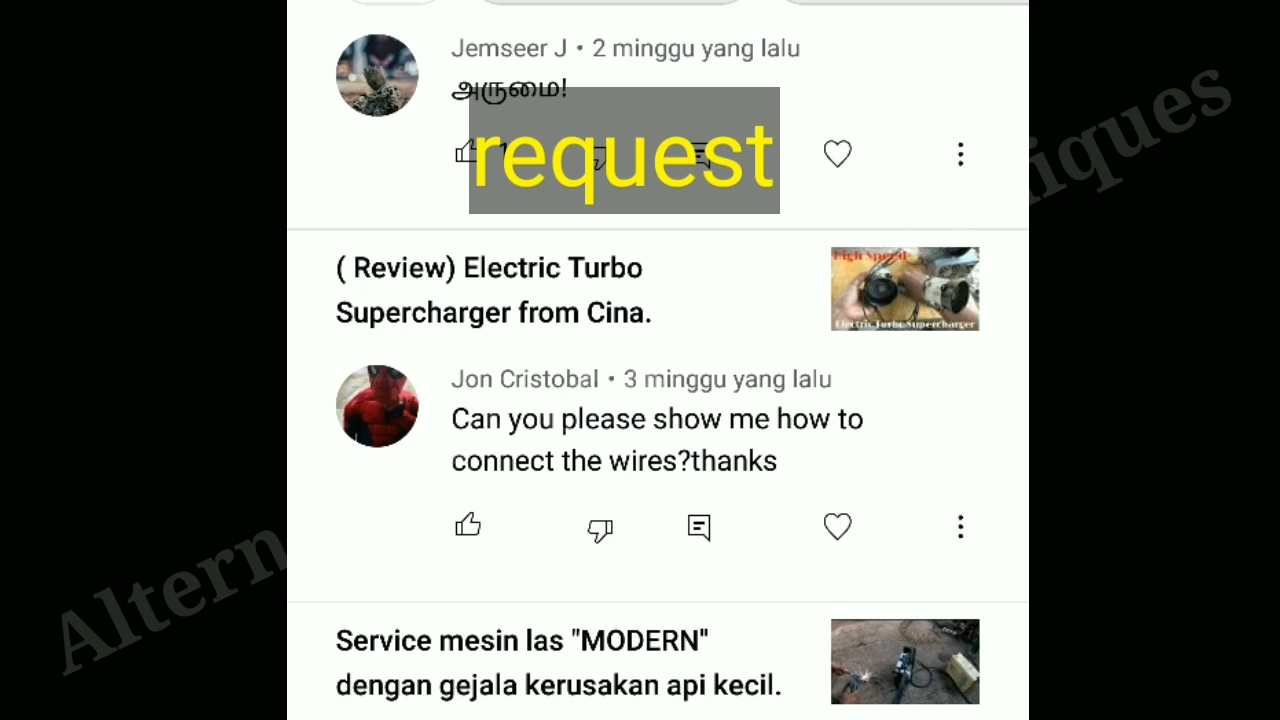 Jemseer J • 2 minggu yang lalu
அருமை!
request
( Review) Electric Turbo
Supercharger from Cina.
High Speed
Electric Turbo Supercharger
Jon Cristobal • 3 minggu yang lalu
Can you please show me how to
connect the wires?thanks
Service mesin las "MODERN"
dengan gejala kerusakan api kecil.